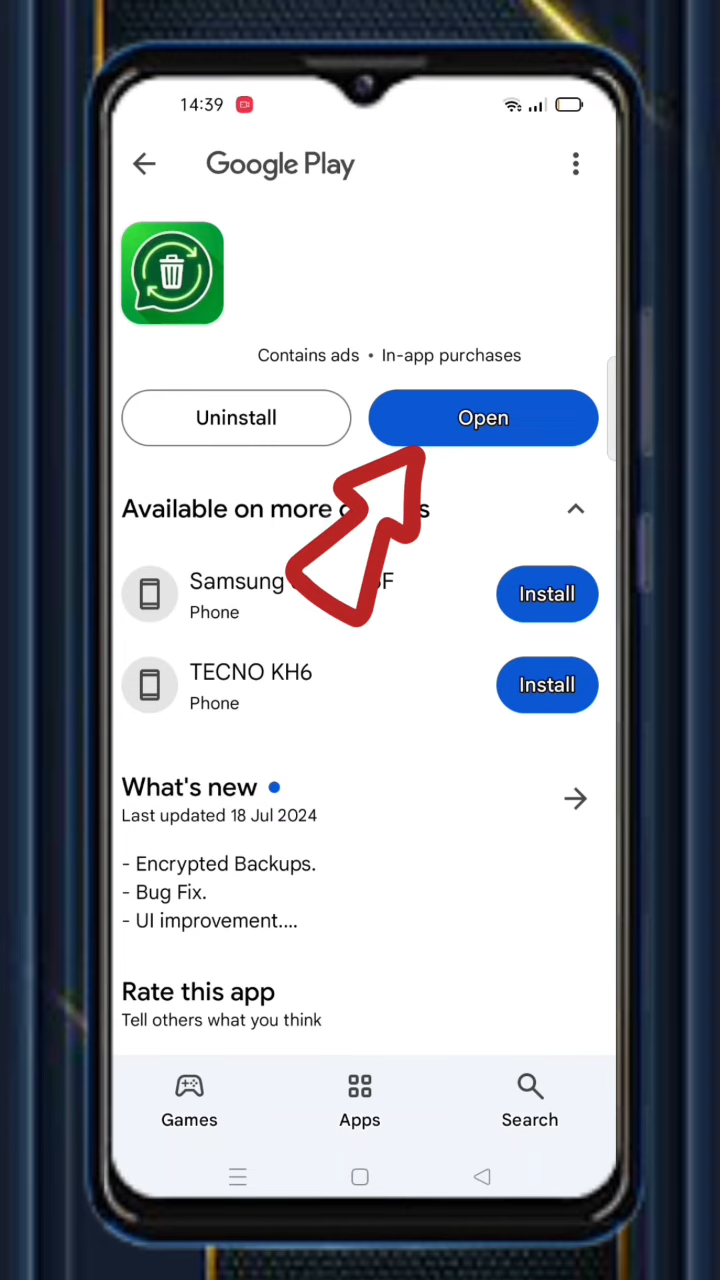 14:39
Google Play
Contains ads • In-app purchases
Uninstall
Open
Available on more
Samsung
Phone
Install
TECNO KH6
Phone
Install
What's new
Last updated 18 Jul 2024
- Encrypted Backups.
- Bug Fix.
- UI improvement....
Rate this app
Tell others what you think
Games
Apps
Search